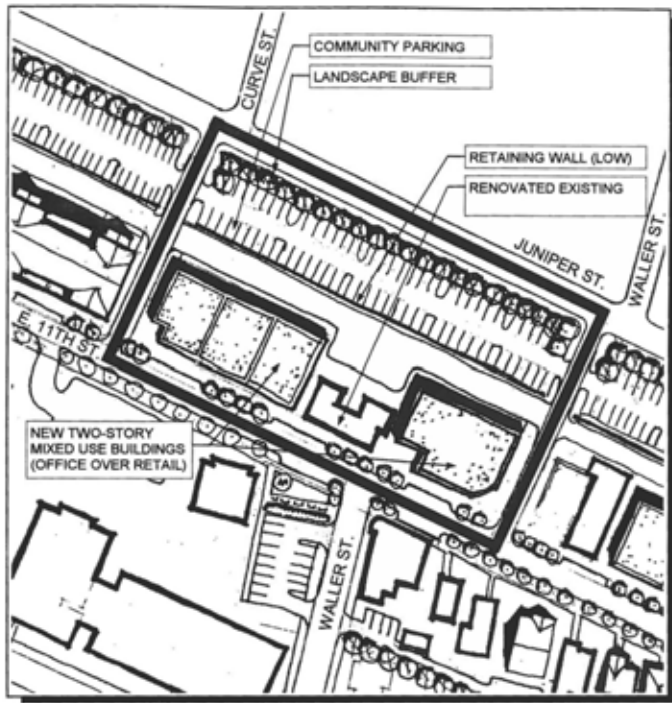 COMMUNITY PARKING
LANDSCAPE BUFFER
CURVE ST.
RETAINING WALL (LOW)
RENOVATED EXISTING
JUNIPER ST.
WALLER ST.
E. 11TH ST.
NEW TWO-STORY
MIXED USE BUILDINGS
(OFFICE OVER RETAIL)
WALLER ST.